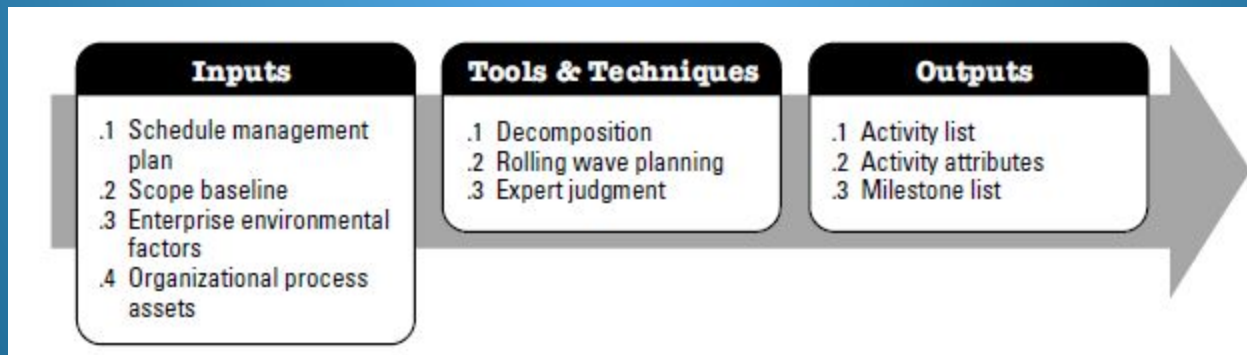 Inputs
.1 Schedule management
plan
.2 Scope baseline
.3 Enterprise environmental
factors
.4 Organizational process
assets
Tools & Techniques
.1 Decomposition
.2 Rolling wave planning
.3 Expert judgment
Outputs
.1 Activity list
.2 Activity attributes
.3 Milestone list